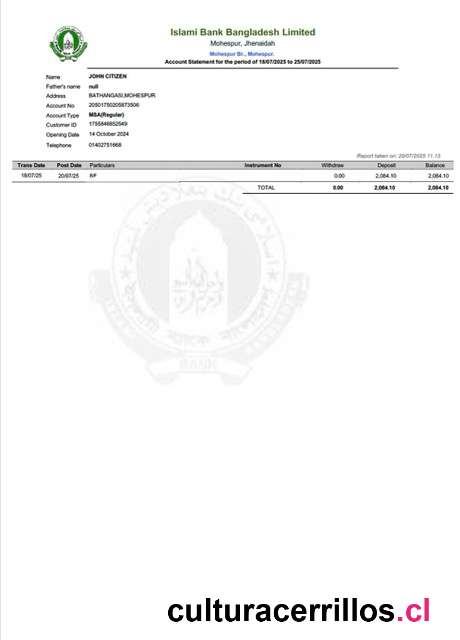 Islami Bank Bangladesh Limited
Mohespur, Jhenaidah
Mohespur Br., Mohespur.
Account Statement for the period of 18/07/2025 to 25/07/2025
Name JOHN CITIZEN
Father's name null
Address BATHANGASI,MOHESPUR
Account No 20501750205873506
Account Type MSA(Reguler)
Customer ID 1755846852549
Opening Date 14 October 2024
Telephone 01402751668
Report taken on: 20/07/2025 11.13
Trans Date Post Date Particulars Instrument No Withdraw Deposit Balance
18/07/25 20/07/25 B/F 0.00 2,084.10 2,084.10
TOTAL 0.00 2,084.10 2,084.10
BANK
culturacerrillos.cl